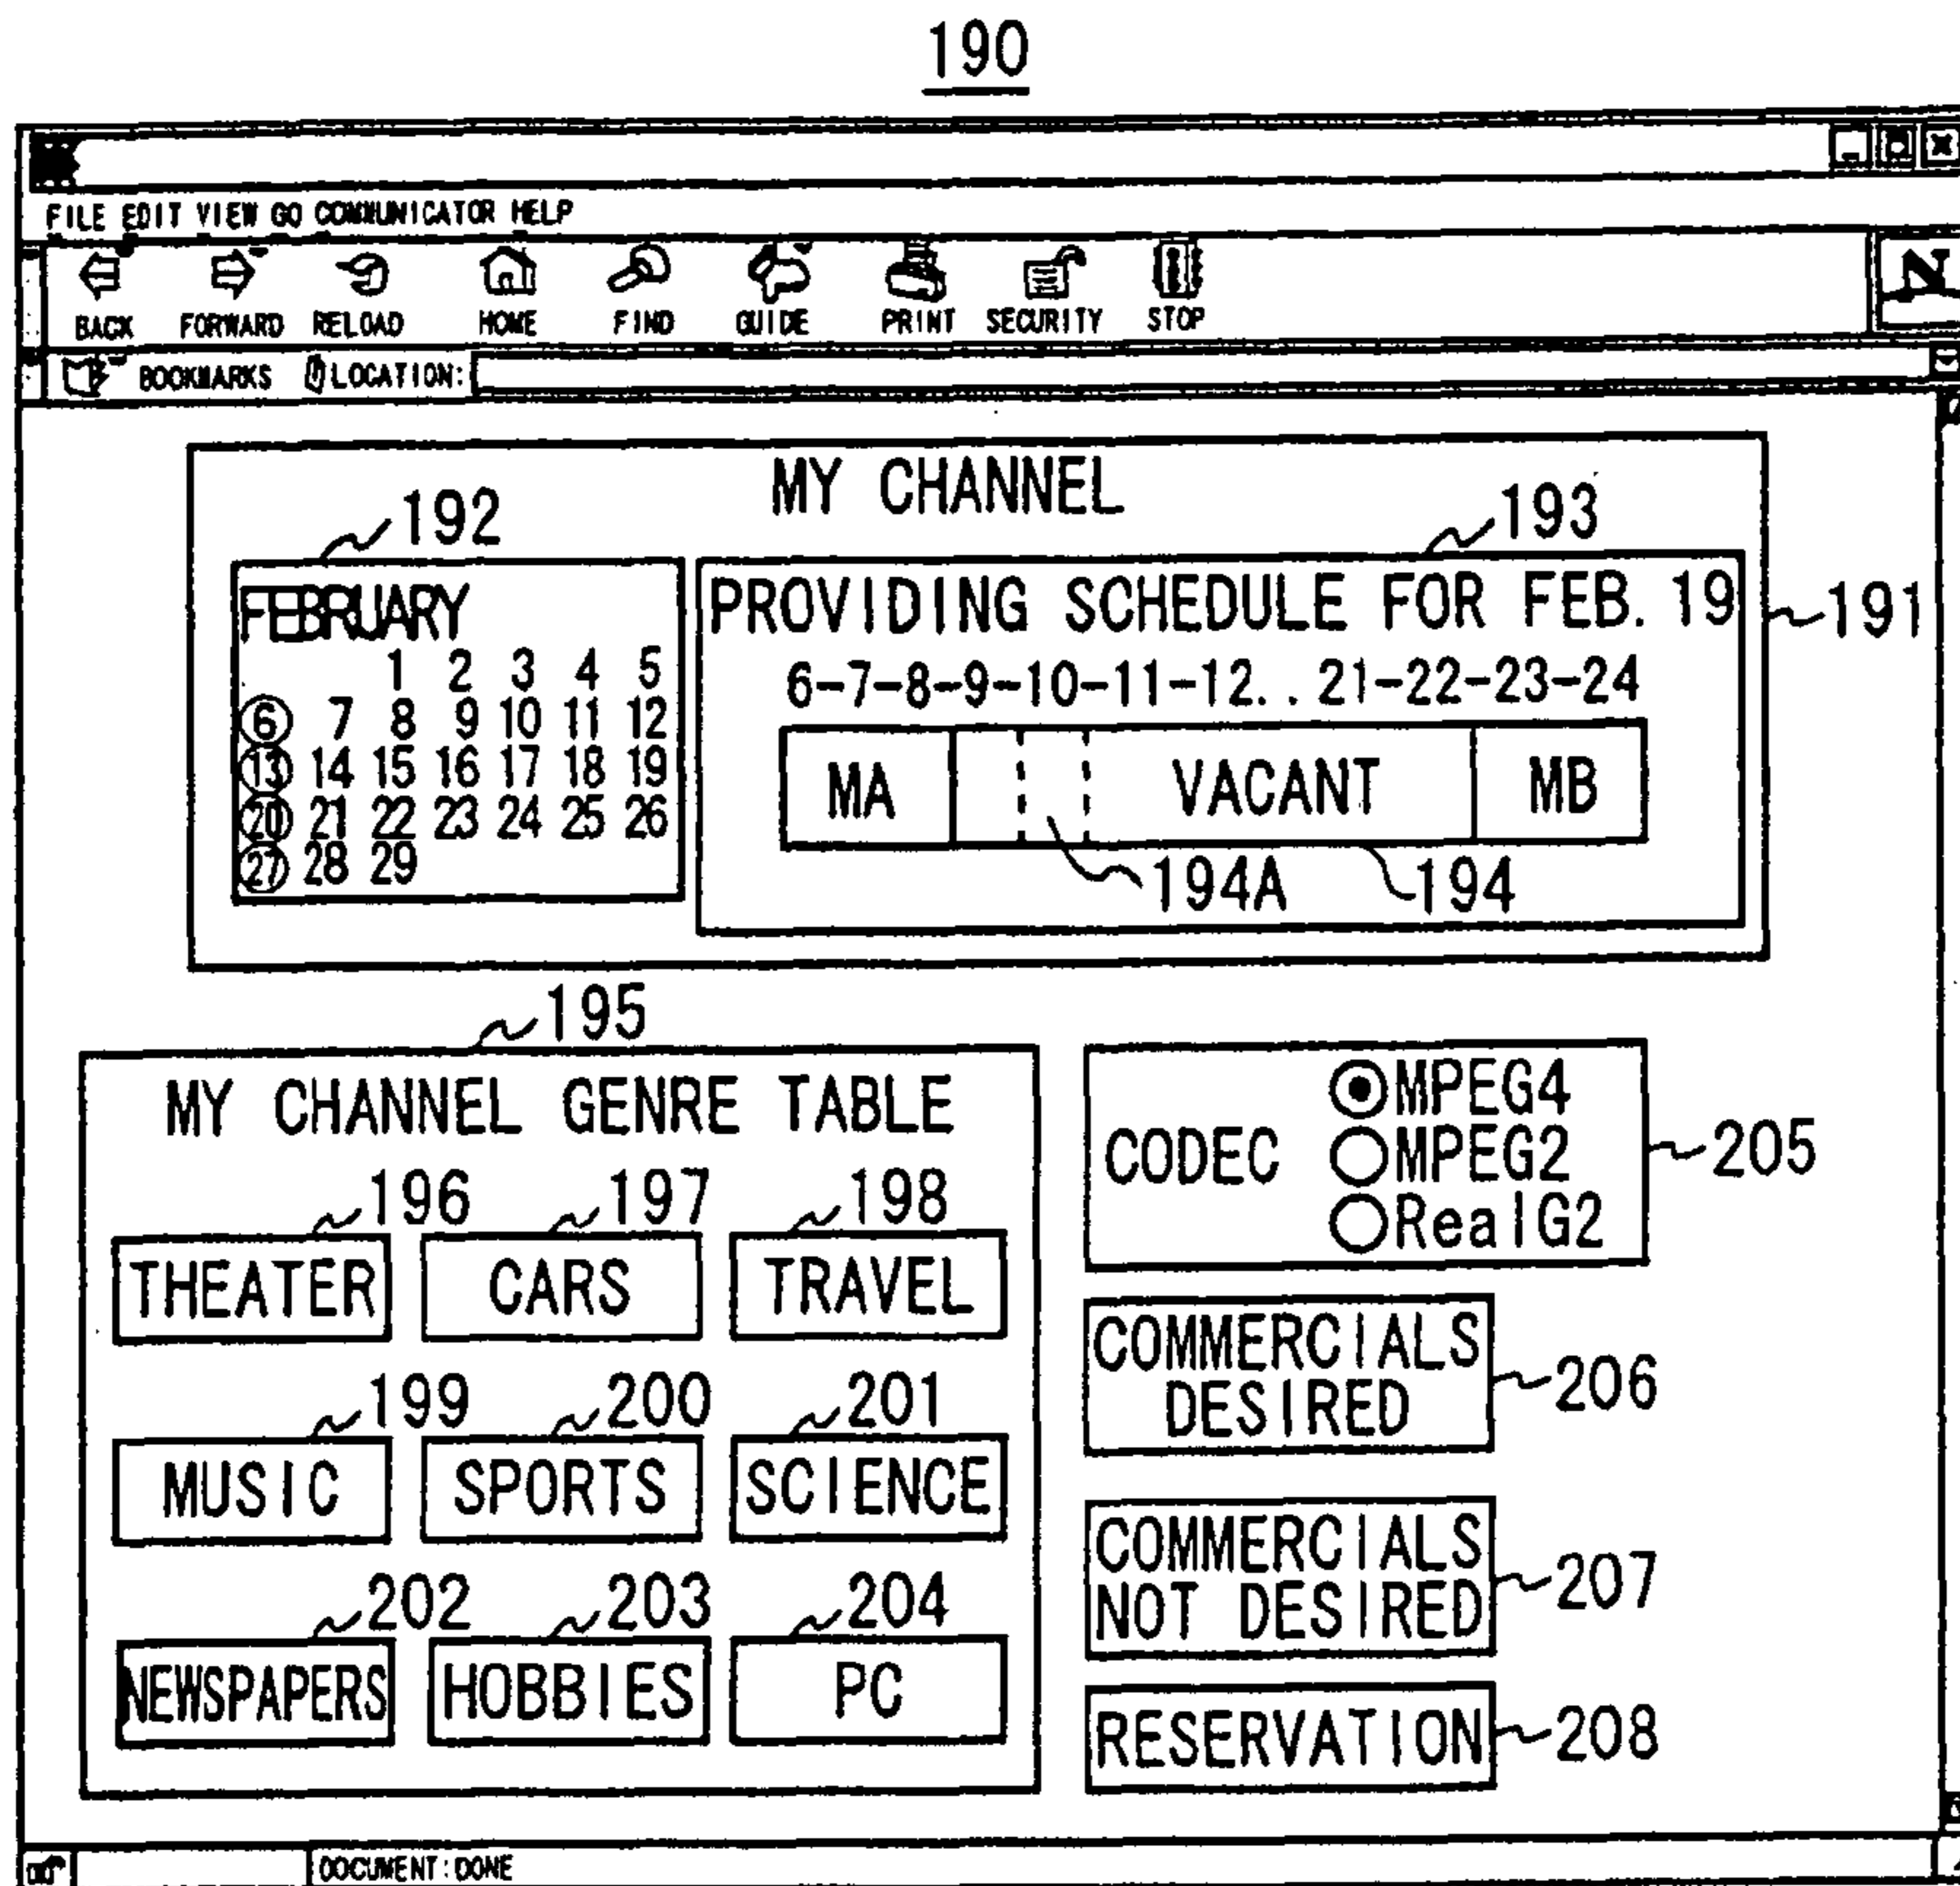 190
FILE EDIT VIEW GO COMMUNICATOR HELP
BACK FORWARD RELOAD HOME FIND GUIDE PRINT SECURITY STOP
N
BOOKMARKS LOCATION:
MY CHANNEL
192
193
FEBRUARY
1 2 3 4 5
6 7 8 9 10 11 12
13 14 15 16 17 18 19
20 21 22 23 24 25 26
27 28 29
PROVIDING SCHEDULE FOR FEB. 19
191
6-7-8-9-10-11-12..21-22-23-24
MA VACANT MB
194A 194
195
MY CHANNEL GENRE TABLE
196 197 198
THEATER CARS TRAVEL
199 200 201
MUSIC SPORTS SCIENCE
202 203 204
NEWSPAPERS HOBBIES PC
CODEC
MPEG4
MPEG2
RealG2
205
COMMERCIALS
DESIRED
206
COMMERCIALS
NOT DESIRED
207
RESERVATION
208
DOCUMENT:DONE